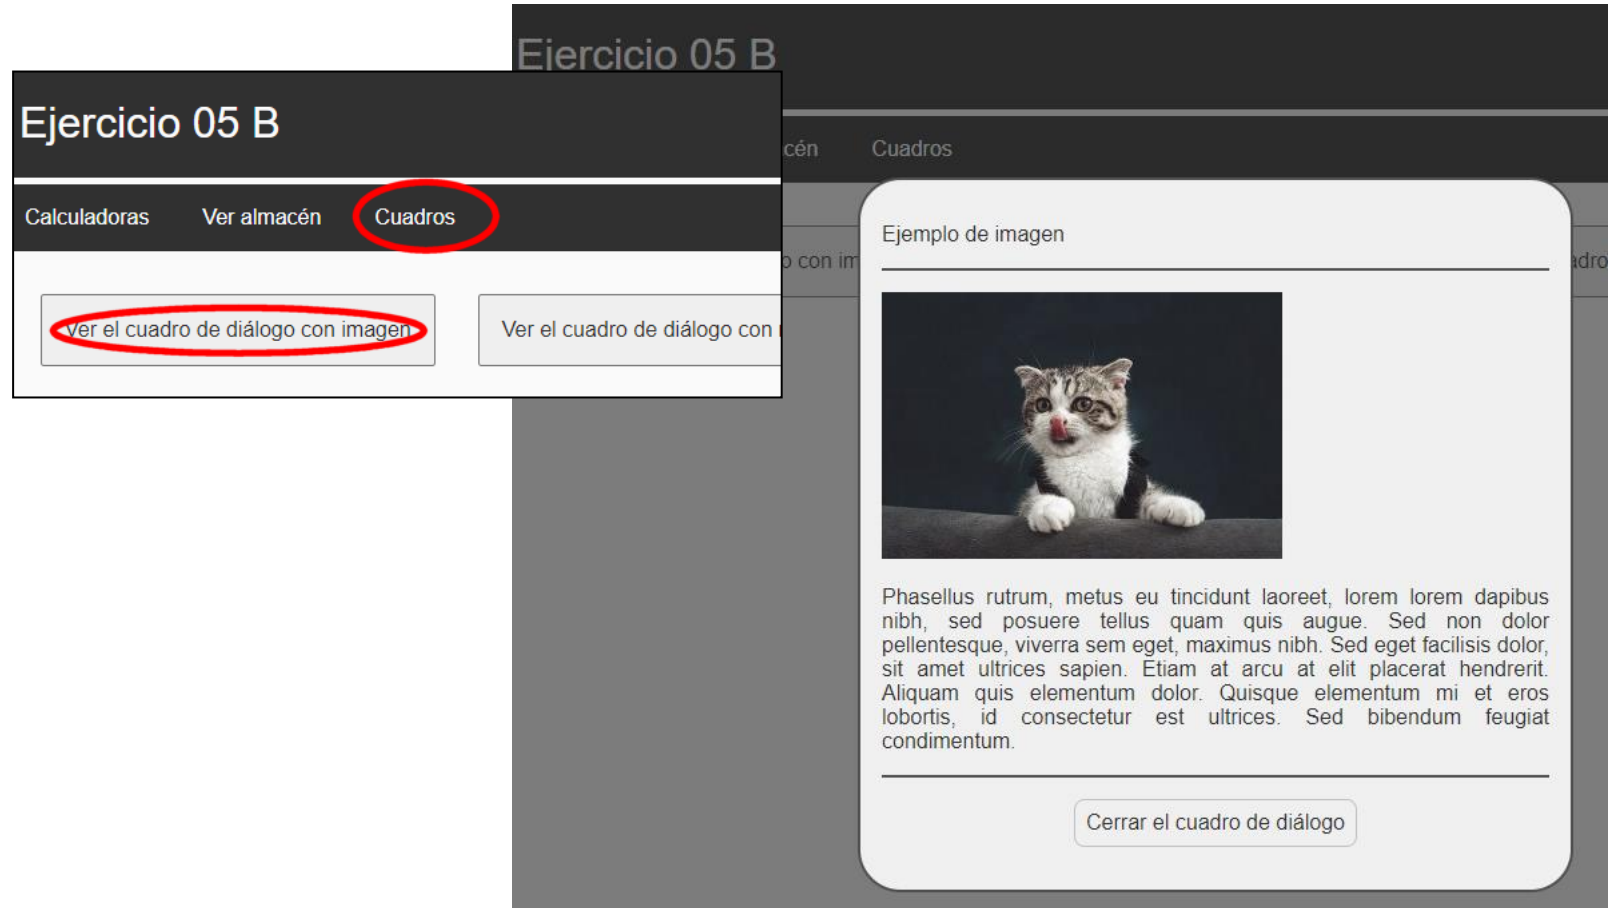 Ejercicio 05 B
Ejercicio 05 B
Calculadoras Ver almacén Cuadros
cén Cuadros
Ver el cuadro de diálogo con imagen Ver el cuadro de diálogo con
o con im
adro
Ejemplo de imagen
Phasellus rutrum, metus eu tincidunt laoreet, lorem lorem dapibus
nibh, sed posuere tellus quam quis augue. Sed non dolor
pellentesque, viverra sem eget, maximus nibh. Sed eget facilisis dolor,
sit amet ultrices sapien. Etiam at arcu at elit placerat hendrerit.
Aliquam quis elementum dolor. Quisque elementum mi et eros
lobortis, id consectetur est ultrices. Sed bibendum feugiat
condimentum.
Cerrar el cuadro de diálogo